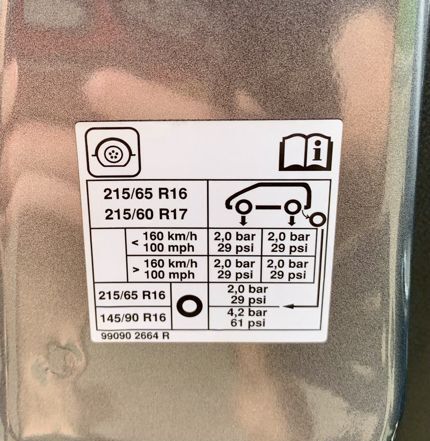 215/65 R16
215/60 R17
< 160 km/h 2,0 bar 2,0 bar
100 mph 29 psi 29 psi
> 160 km/h 2,0 bar 2,0 bar
100 mph 29 psi 29 psi
215/65 R16 2,0 bar
29 psi
145/90 R16 4,2 bar
61 psi
99090 2664 R